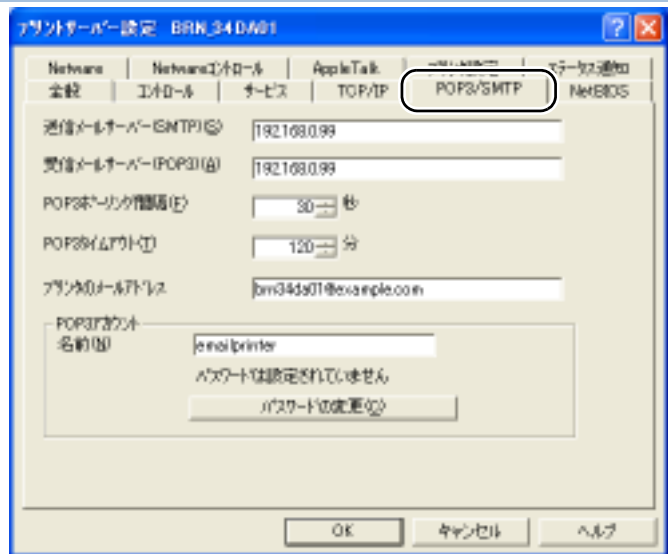 プリントサーバー設定 BRN_34DA01
Netware Netwareコントロール AppleTalk プリンタ設定 ステータス通知
全般 コントロール サービス TCP/IP POP3/SMTP NetBIOS
送信メールサーバー(SMTP)(S) 192.168.0.99
受信メールサーバー(POP3)(A) 192.168.0.99
POP3ポーリング間隔(F) 30 秒
POP3タイムアウト(T) 120 分
プリンタのメールアドレス brn34da01@example.com
POP3アカウント
名前(N) emailprinter
パスワードは設定されていません
パスワードの変更(C)
OK キャンセル ヘルプ